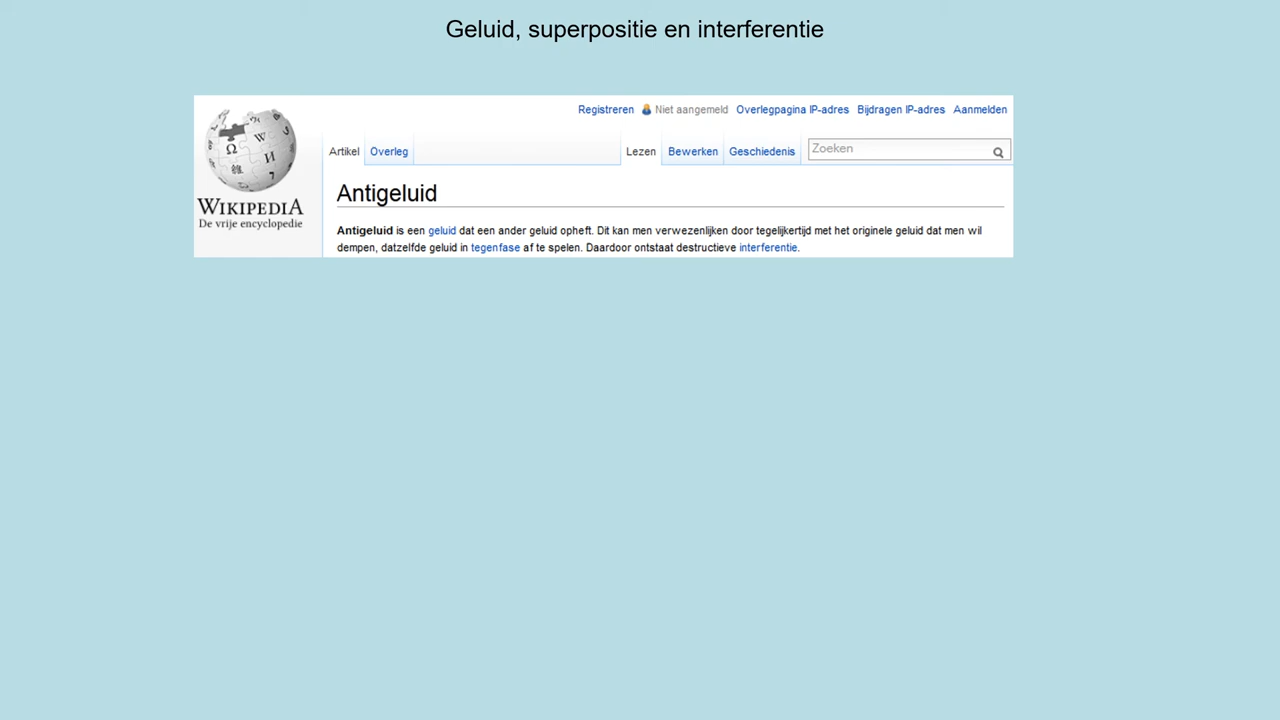 Geluid, superpositie en interferentie
Registreren Niet aangemeld Overlegpagina IP-adres Bijdragen IP-adres Aanmelden
Artikel Overleg Lezen Bewerken Geschiedenis Zoeken
WIKIPEDIA
De vrije encyclopedie
Antigeluid
Antigeluid is een geluid dat een ander geluid opheft. Dit kan men verwezenlijken door tegelijkertijd met het originele geluid dat men wil
dempen, datzelfde geluid in tegenfase af te spelen. Daardoor ontstaat destructieve interferentie.